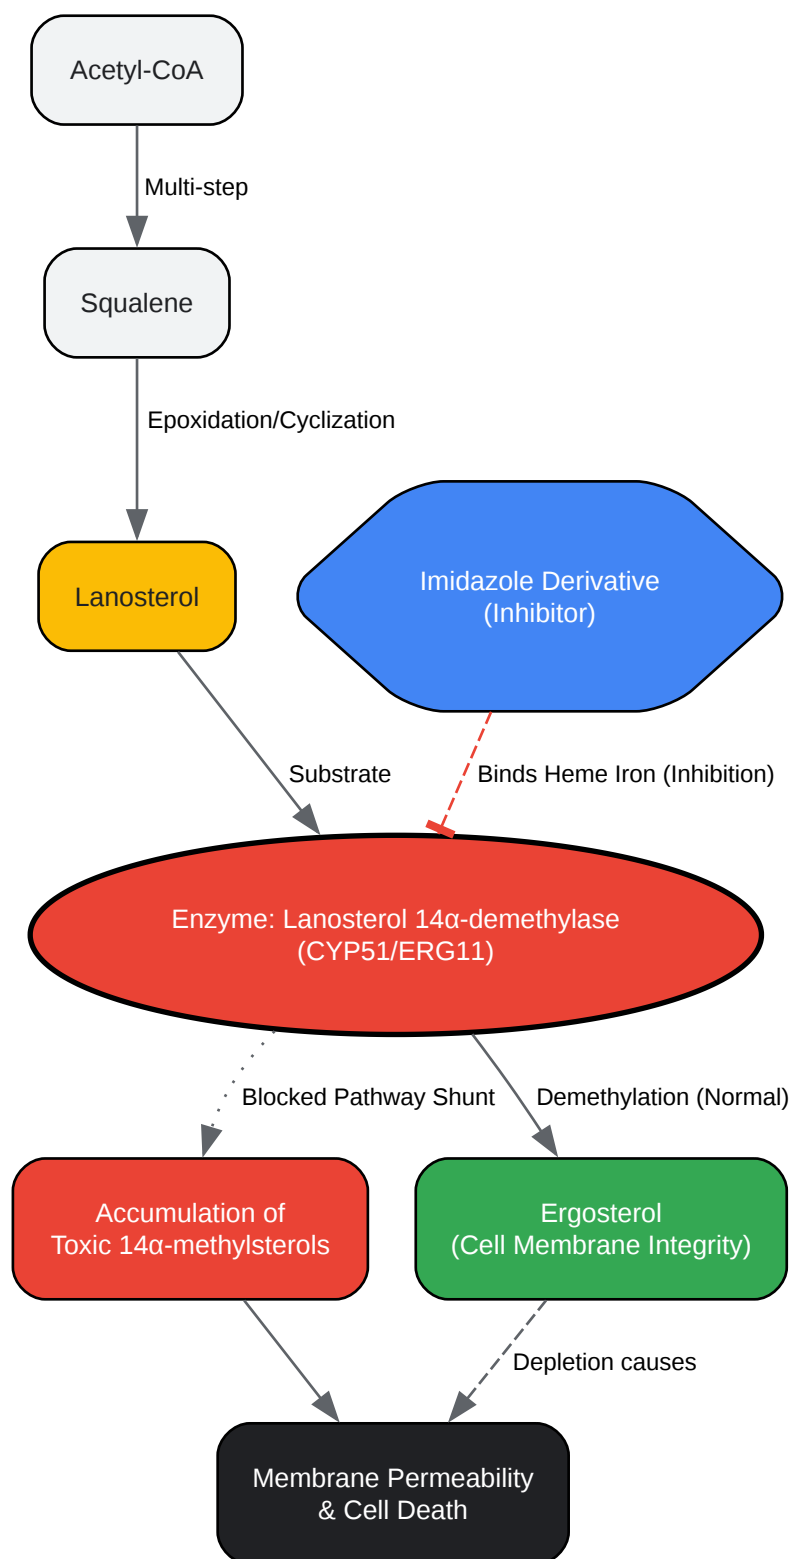 Acetyl-CoA
Multi-step
Squalene
Epoxidation/Cyclization
Lanosterol
Imidazole Derivative
(Inhibitor)
Substrate
Binds Heme Iron (Inhibition)
Enzyme: Lanosterol 14α-demethylase
(CYP51/ERG11)
Blocked Pathway Shunt
Demethylation (Normal)
Accumulation of
Toxic 14α-methylsterols
Ergosterol
(Cell Membrane Integrity)
Depletion causes
Membrane Permeability
& Cell Death